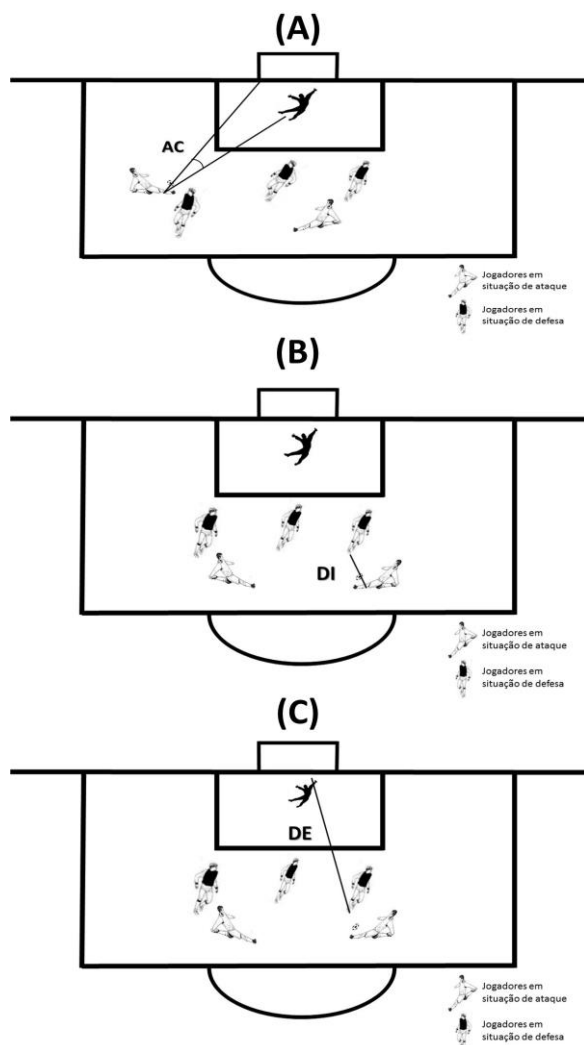 (A)
AC
Jogadores em
situação de ataque
Jogadores em
situação de defesa
(B)
DI
Jogadores em
situação de ataque
Jogadores em
situação de defesa
(C)
DE
Jogadores em
situação de ataque
Jogadores em
situação de defesa